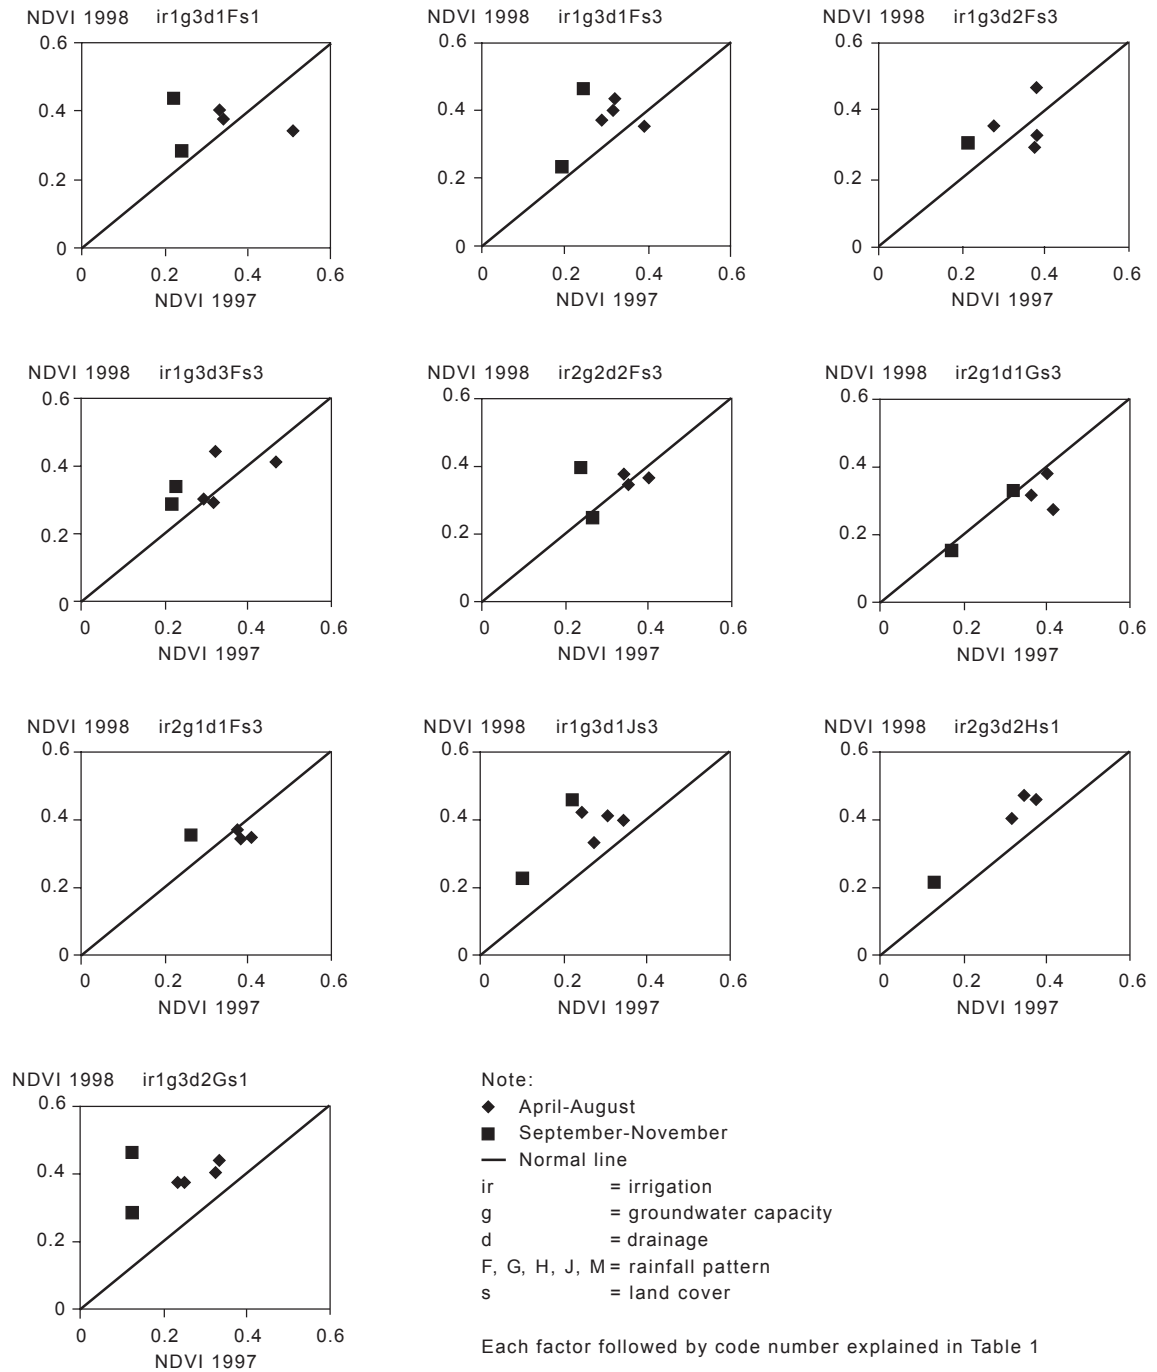 NDVI 1998 ir1g3d1Fs1
0.6
0.4
0.2
0
0 0.2 0.4 0.6
NDVI 1997
NDVI 1998 ir1g3d1Fs3
0.6
0.4
0.2
0
0 0.2 0.4 0.6
NDVI 1997
NDVI 1998 ir1g3d2Fs3
0.6
0.4
0.2
0
0 0.2 0.4 0.6
NDVI 1997
NDVI 1998 ir1g3d3Fs3
0.6
0.4
0.2
0
0 0.2 0.4 0.6
NDVI 1997
NDVI 1998 ir2g2d2Fs3
0.6
0.4
0.2
0
0 0.2 0.4 0.6
NDVI 1997
NDVI 1998 ir2g1d1Gs3
0.6
0.4
0.2
0
0 0.2 0.4 0.6
NDVI 1997
NDVI 1998 ir2g1d1Fs3
0.6
0.4
0.2
0
0 0.2 0.4 0.6
NDVI 1997
NDVI 1998 ir1g3d1Js3
0.6
0.4
0.2
0
0 0.2 0.4 0.6
NDVI 1997
NDVI 1998 ir2g3d2Hs1
0.6
0.4
0.2
0
0 0.2 0.4 0.6
NDVI 1997
NDVI 1998 ir1g3d2Gs1
0.6
0.4
0.2
0
0 0.2 0.4 0.6
NDVI 1997
Note:
April-August
September-November
Normal line
ir = irrigation
g = groundwater capacity
d = drainage
F, G, H, J, M = rainfall pattern
s = land cover
Each factor followed by code number explained in Table 1